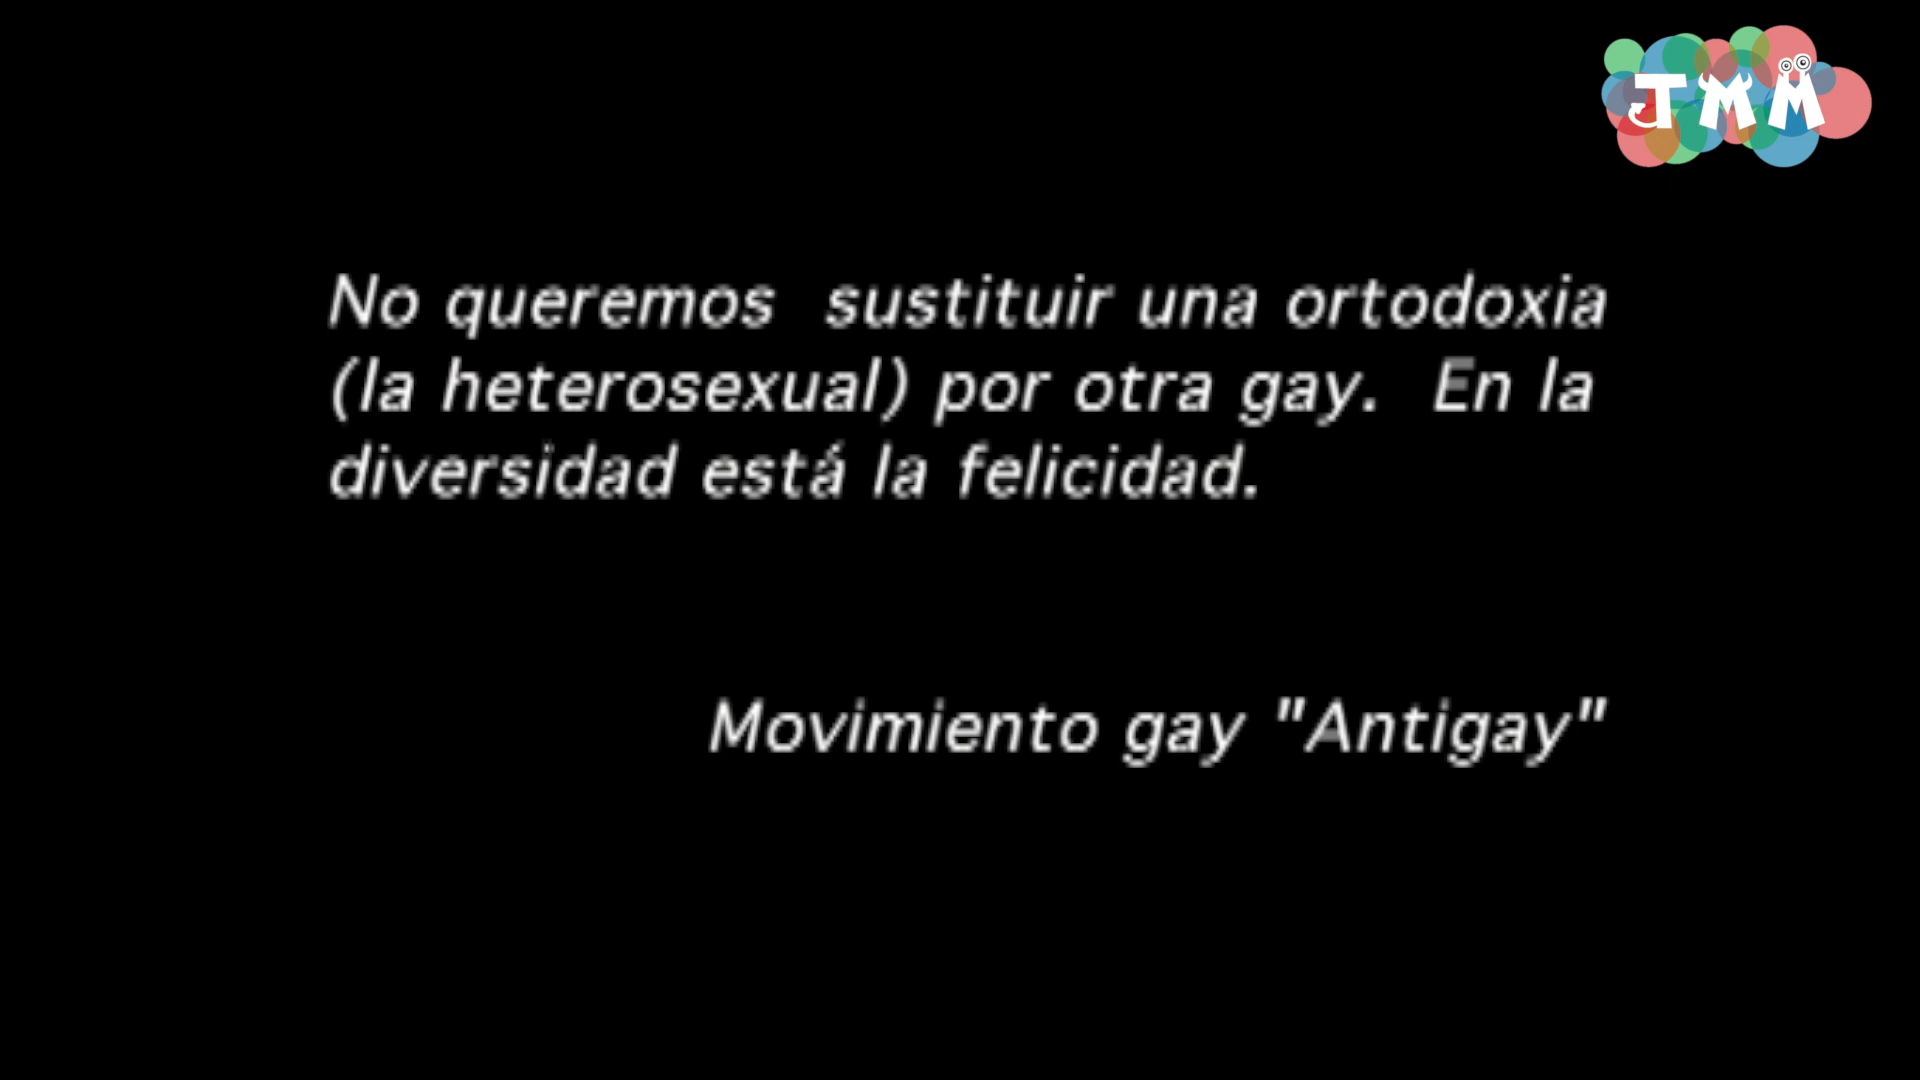 TMM
No queremos  sustituir una ortodoxia
(la heterosexual) por otra gay.  En la
diversidad está la felicidad.
Movimiento gay "Antigay"